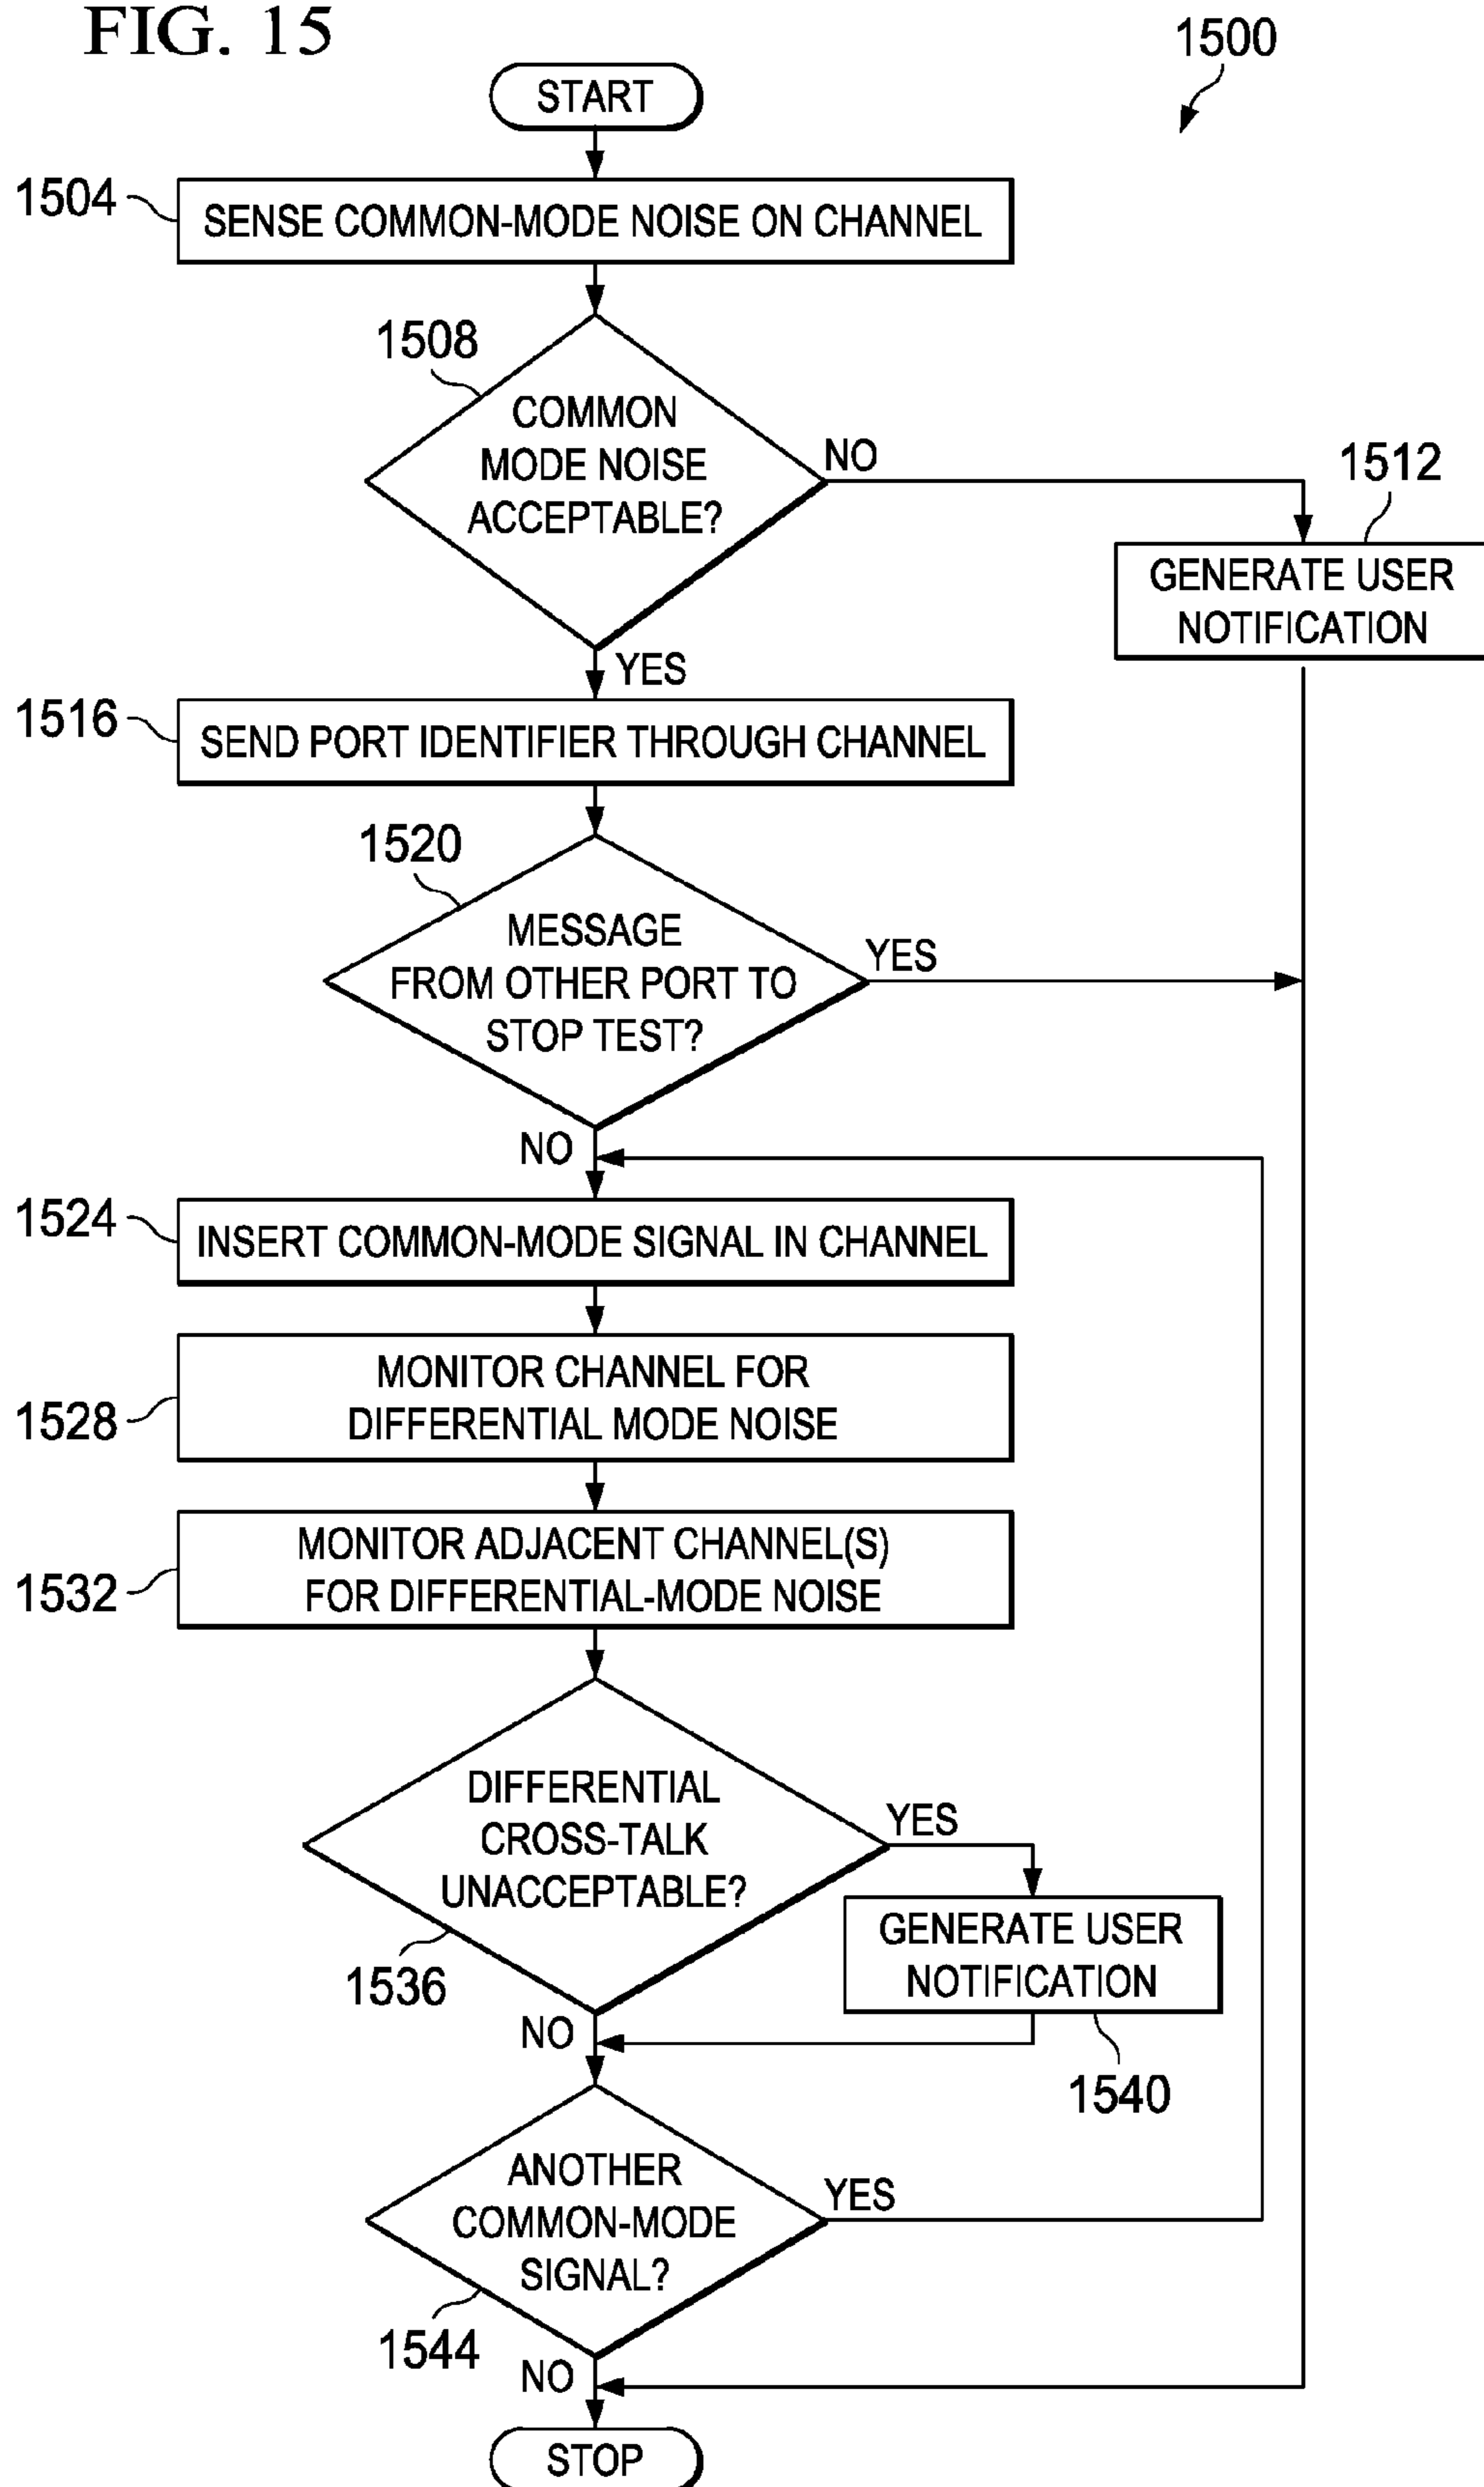 FIG. 15
1500
START
1504
SENSE COMMON-MODE NOISE ON CHANNEL
1508
COMMON
MODE NOISE
ACCEPTABLE?
NO
1512
GENERATE USER
NOTIFICATION
YES
1516
SEND PORT IDENTIFIER THROUGH CHANNEL
1520
MESSAGE
FROM OTHER PORT TO
STOP TEST?
YES
NO
1524
INSERT COMMON-MODE SIGNAL IN CHANNEL
1528
MONITOR CHANNEL FOR
DIFFERENTIAL MODE NOISE
1532
MONITOR ADJACENT CHANNEL(S)
FOR DIFFERENTIAL-MODE NOISE
DIFFERENTIAL
CROSS-TALK
UNACCEPTABLE?
YES
1536
GENERATE USER
NOTIFICATION
NO
1540
ANOTHER
COMMON-MODE
SIGNAL?
YES
1544
NO
STOP